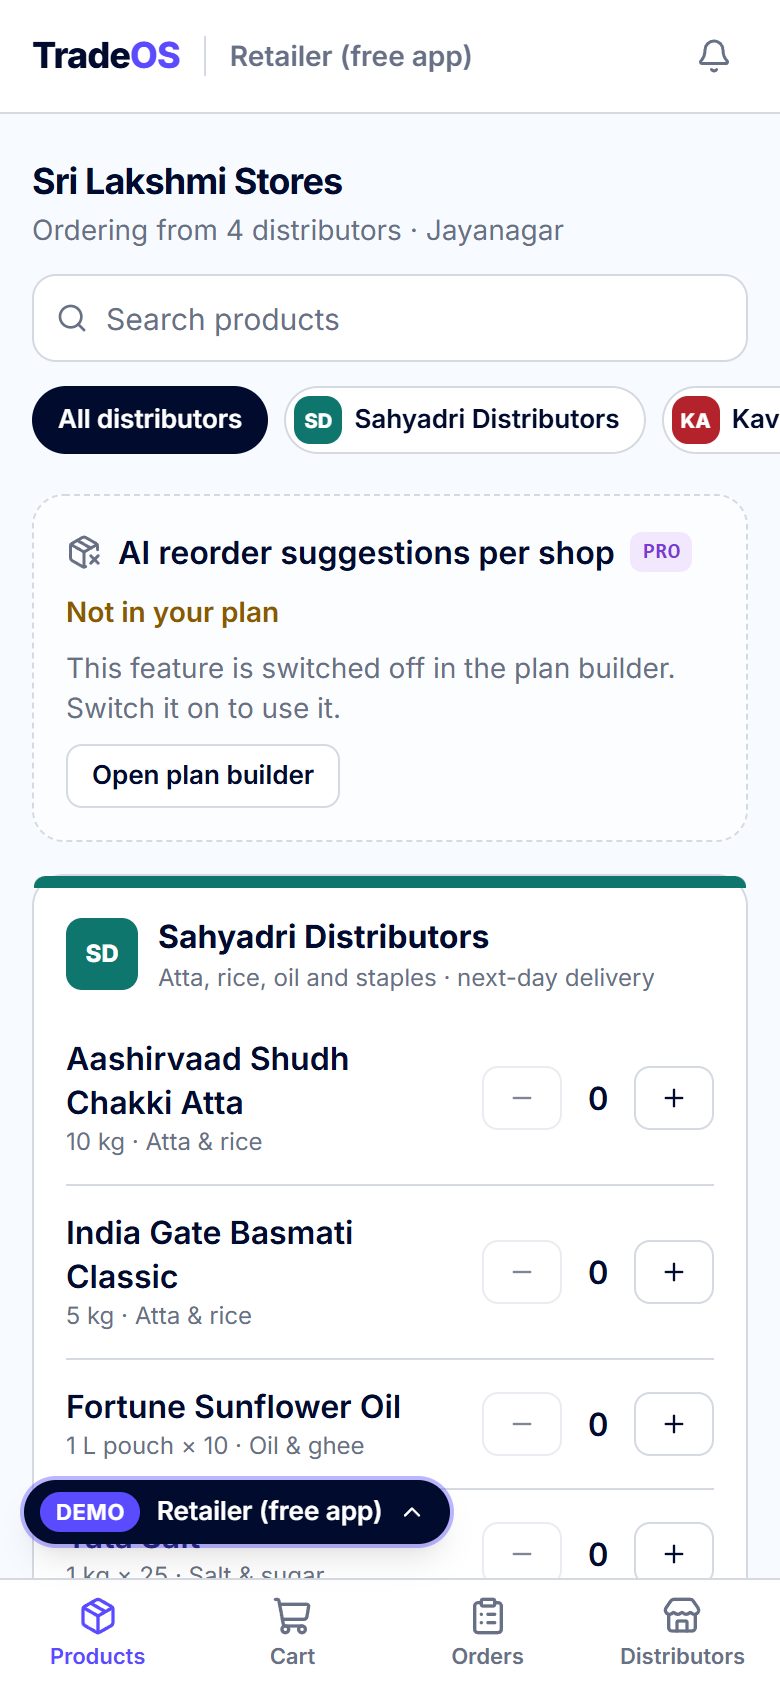 TradeOS
Retailer (free app)
Sri Lakshmi Stores
Ordering from 4 distributors · Jayanagar
Search products
All distributors
SD Sahyadri Distributors
KA Kav
AI reorder suggestions per shop PRO
Not in your plan
This feature is switched off in the plan builder.
Switch it on to use it.
Open plan builder
SD
Sahyadri Distributors
Atta, rice, oil and staples · next-day delivery
Aashirvaad Shudh
Chakki Atta
10 kg · Atta & rice
− 0 +
India Gate Basmati
Classic
5 kg · Atta & rice
− 0 +
Fortune Sunflower Oil
1 L pouch × 10 · Oil & ghee
− 0 +
DEMO Retailer (free app)
1 kg × 25 · Salt & sugar
− 0 +
Products
Cart
Orders
Distributors